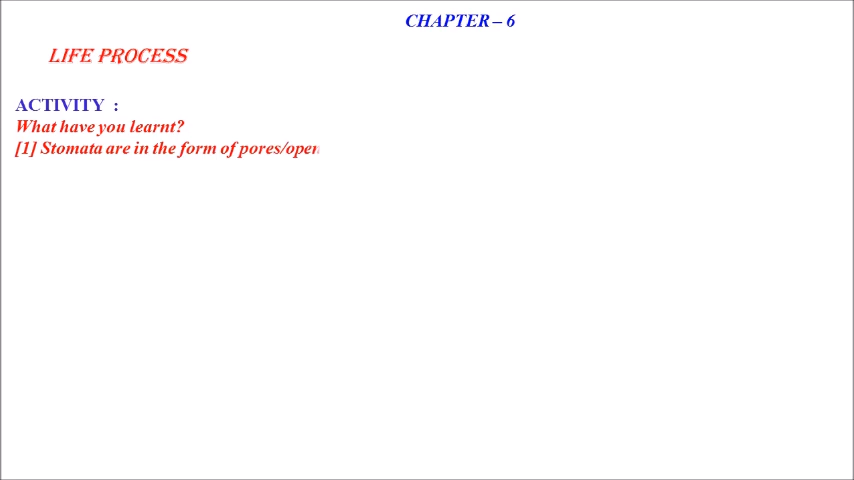 CHAPTER – 6
LIFE PROCESS
ACTIVITY :
What have you learnt?
[1] Stomata are in the form of pores/open